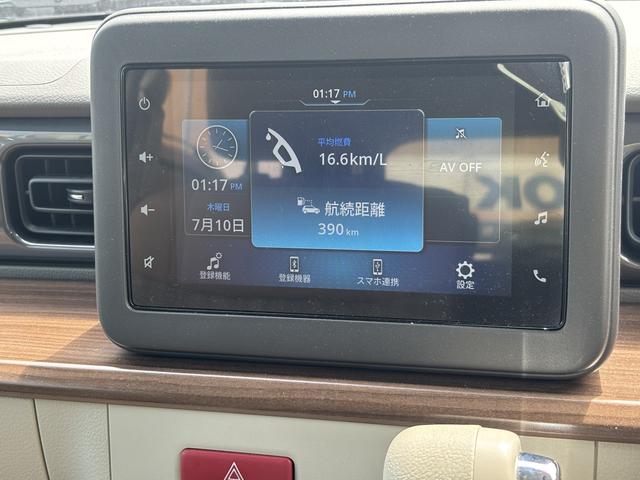 01:17 PM
01:17 PM
木曜日
7月10日
平均燃費
16.6km/L
航続距離
390 km
AV OFF
登録機能
登録機器
スマホ連携
設定